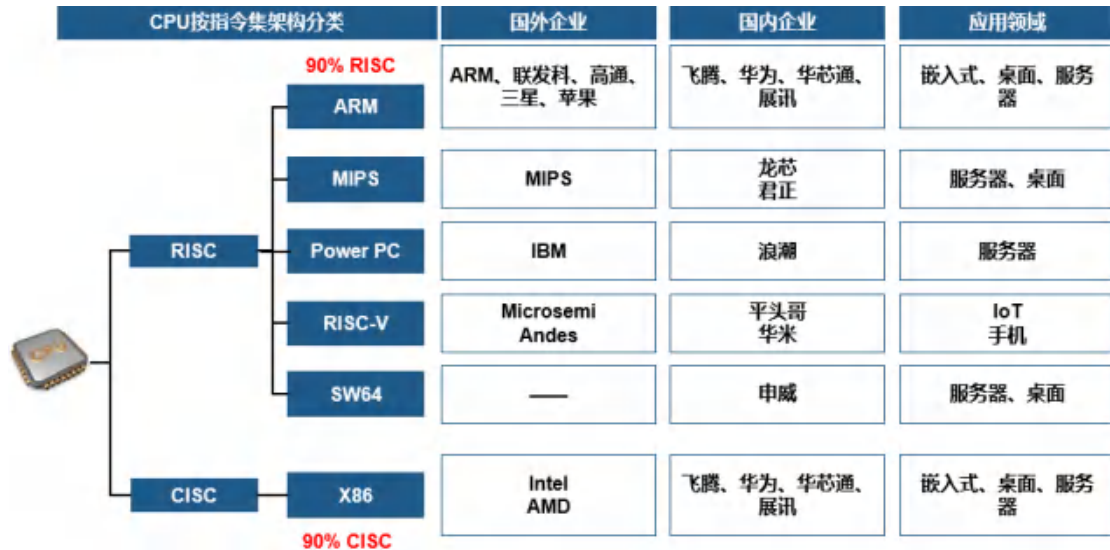 CPU按指令集架构分类
国外企业
国内企业
应用领域
90% RISC
ARM
ARM、联发科、高通、
三星、苹果
飞腾、华为、华芯通、
展讯
嵌入式、桌面、服务
器
MIPS
MIPS
龙芯
君正
服务器、桌面
RISC
Power PC
IBM
浪潮
服务器
RISC-V
Microsemi
Andes
平头哥
华米
IoT
手机
SW64
——
申威
服务器、桌面
CISC
X86
Intel
AMD
飞腾、华为、华芯通、
展讯
嵌入式、桌面、服务
器
90% CISC